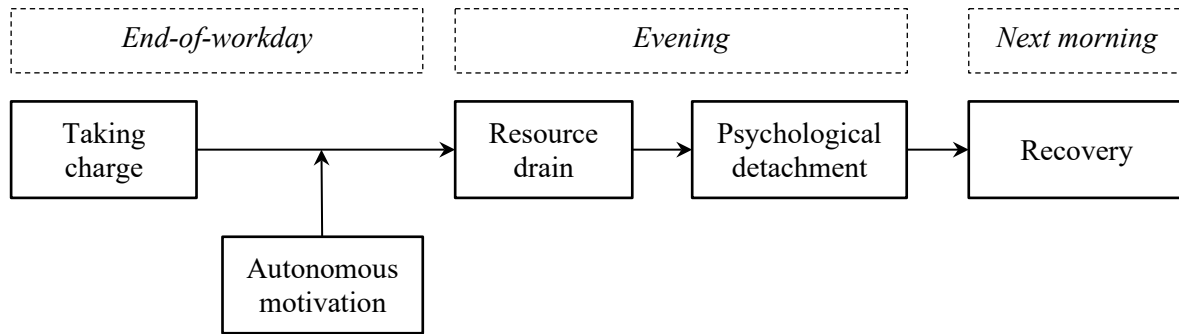 End-of-workday
Evening
Next morning
Taking
charge
Resource
drain
Psychological
detachment
Recovery
Autonomous
motivation